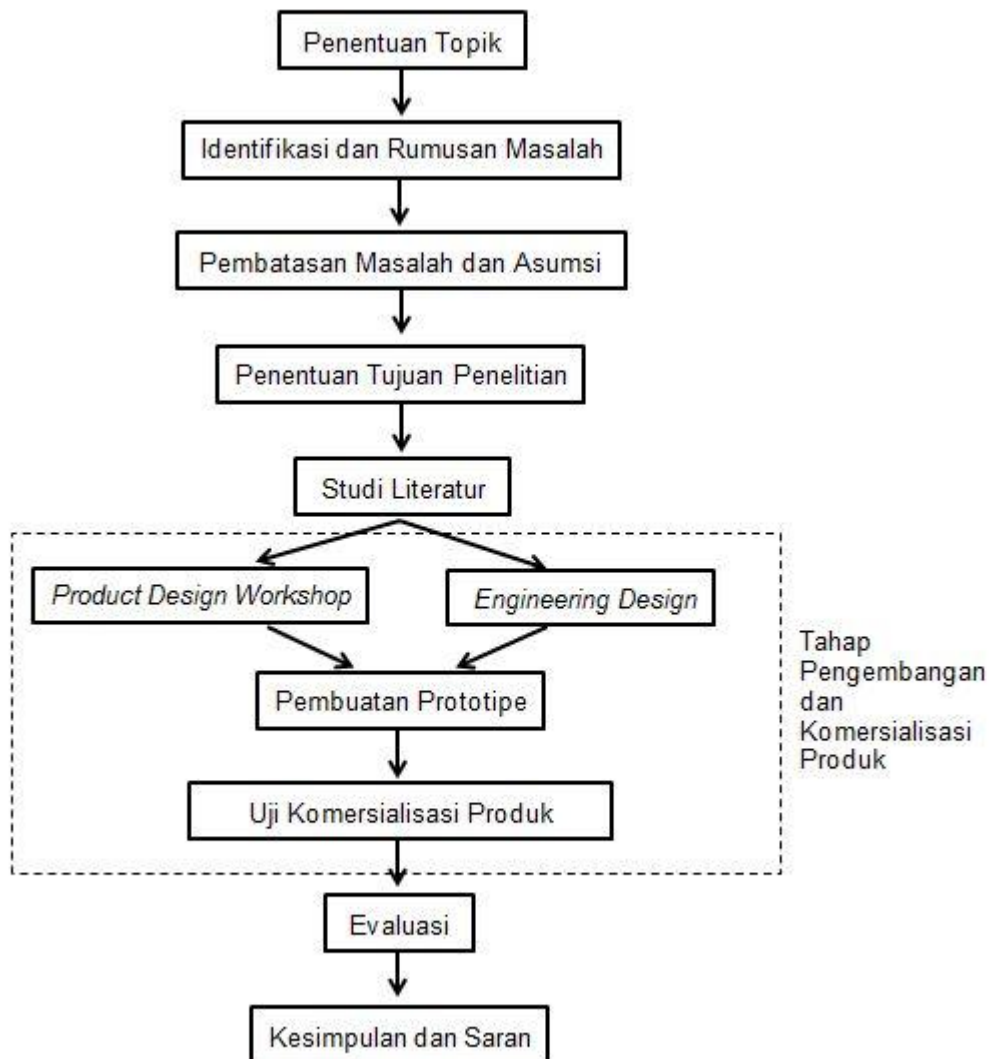 Penentuan Topik
Identifikasi dan Rumusan Masalah
Pembatasan Masalah dan Asumsi
Penentuan Tujuan Penelitian
Studi Literatur
Product Design Workshop
Engineering Design
Pembuatan Prototipe
Uji Komersialisasi Produk
Tahap
Pengembangan
dan
Komersialisasi
Produk
Evaluasi
Kesimpulan dan Saran